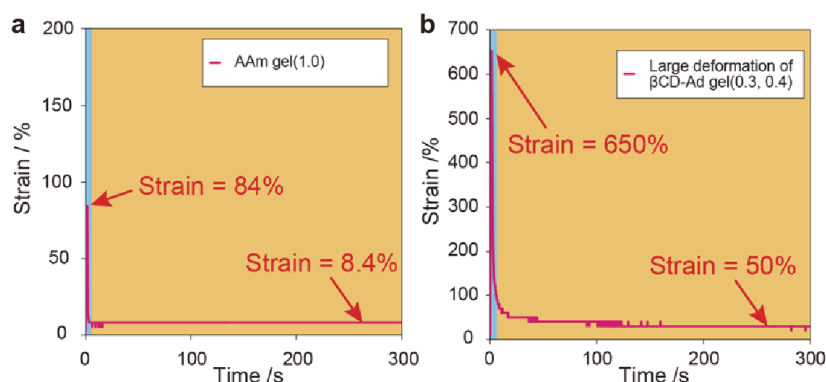 a
200
150
100
50
0
Strain / %
AAm gel(1.0)
Strain = 84%
Strain = 8.4%
0
100
200
300
Time /s
b
700
600
500
400
300
200
100
0
Strain /%
Large deformation of
βCD-Ad gel(0.3, 0.4)
Strain = 650%
Strain = 50%
0
100
200
300
Time /s